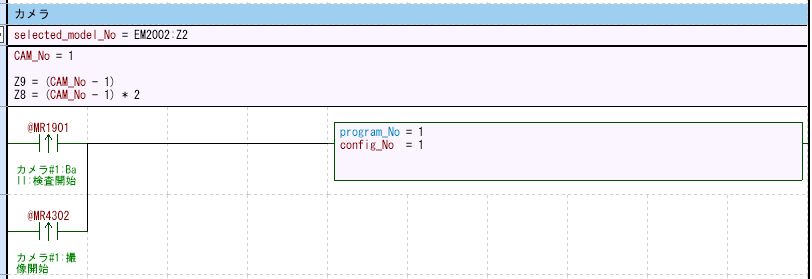 カメラ
selected_model_No = EM2002:Z2
CAM_No = 1
Z9 = (CAM_No - 1)
Z8 = (CAM_No - 1) * 2
@MR1901
program_No = 1
config_No = 1
カメラ#1:Ba
ll:検査開始
@MR4302
カメラ#1:撮
像開始